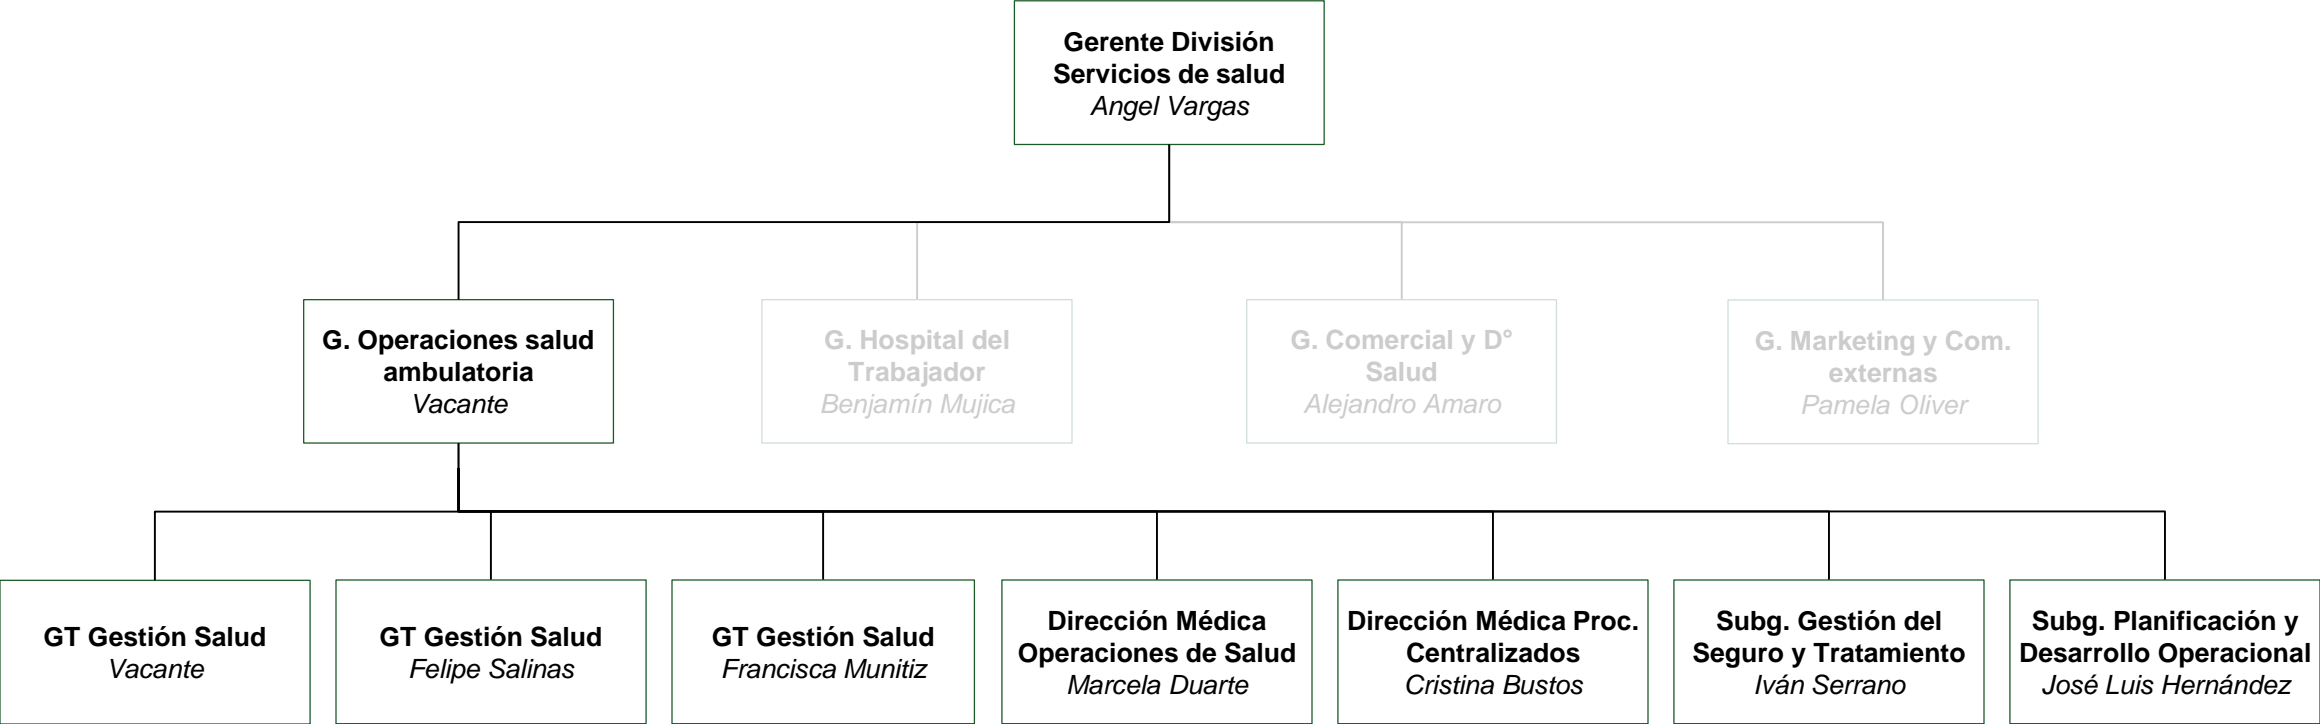 Gerente División
Servicios de salud
Angel Vargas
G. Operaciones salud
ambulatoria
Vacante
G. Hospital del
Trabajador
Benjamín Mujica
G. Comercial y D°
Salud
Alejandro Amaro
G. Marketing y Com.
externas
Pamela Oliver
GT Gestión Salud
Vacante
GT Gestión Salud
Felipe Salinas
GT Gestión Salud
Francisca Munitiz
Dirección Médica
Operaciones de Salud
Marcela Duarte
Dirección Médica Proc.
Centralizados
Cristina Bustos
Subg. Gestión del
Seguro y Tratamiento
Iván Serrano
Subg. Planificación y
Desarrollo Operacional
José Luis Hernández